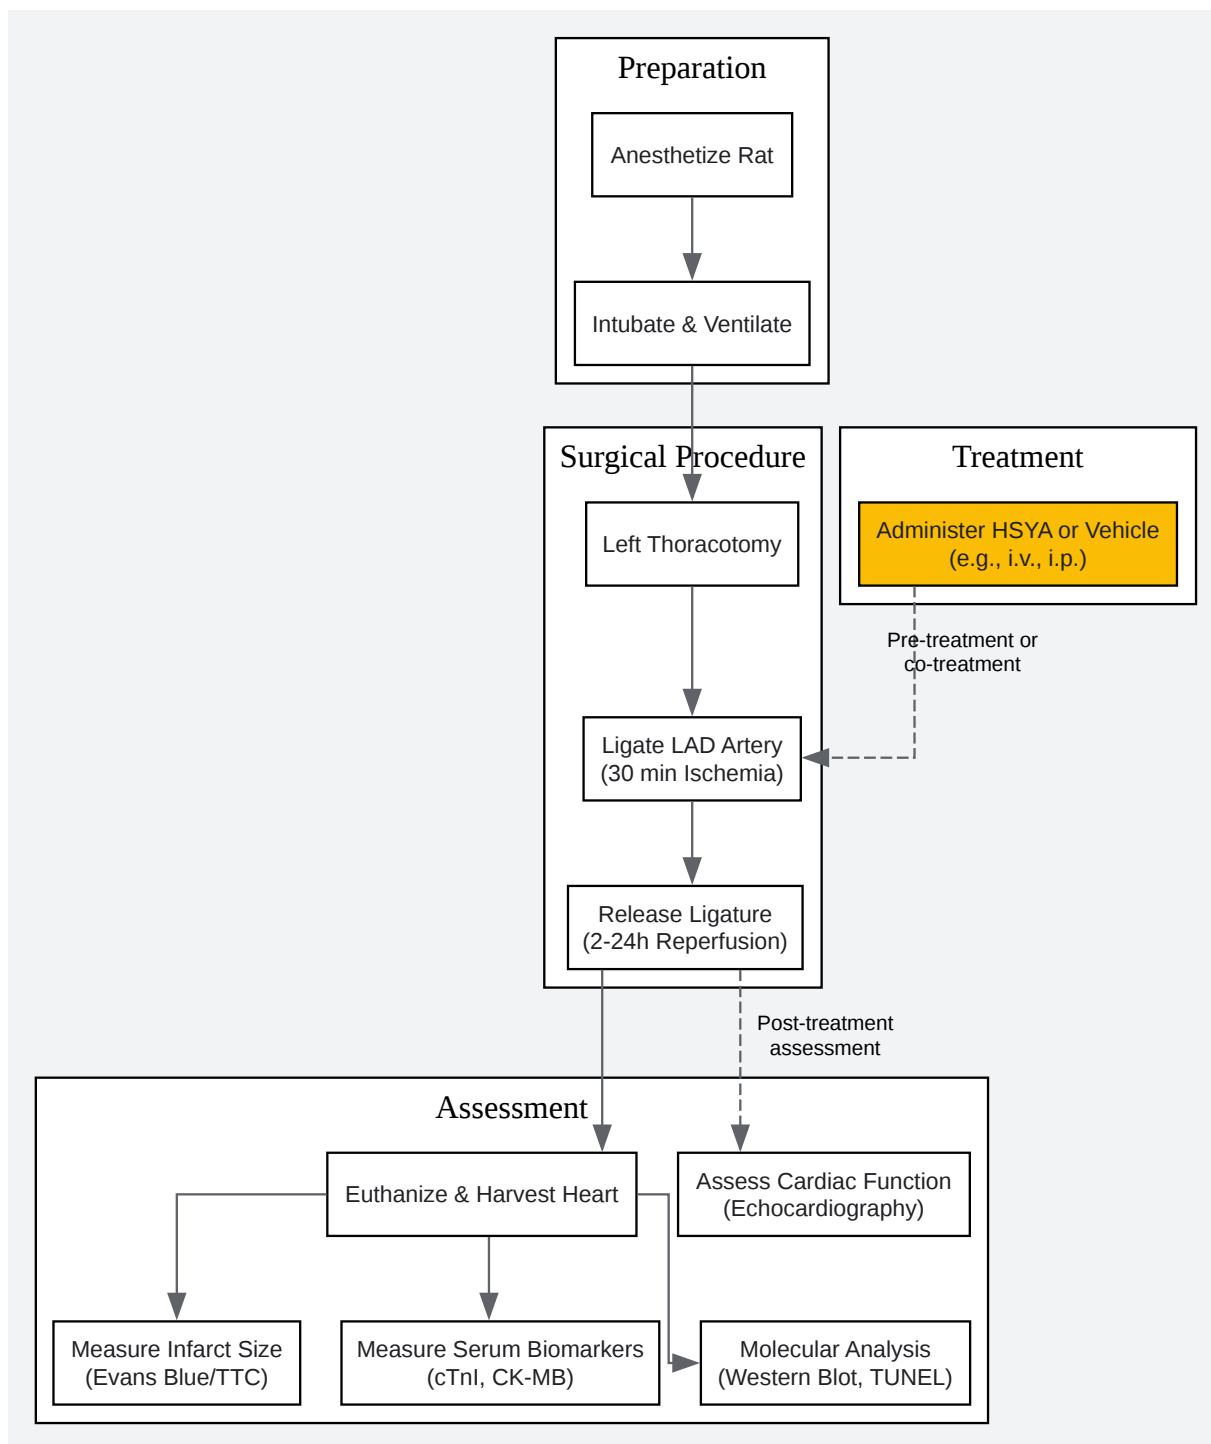 Preparation
Anesthetize Rat
Intubate & Ventilate
Surgical Procedure
Left Thoracotomy
Ligate LAD Artery
(30 min Ischemia)
Release Ligature
(2-24h Reperfusion)
Treatment
Administer HSYA or Vehicle
(e.g., i.v., i.p.)
Pre-treatment or
co-treatment
Post-treatment
assessment
Assessment
Euthanize & Harvest Heart
Assess Cardiac Function
(Echocardiography)
Measure Infarct Size
(Evans Blue/TTC)
Measure Serum Biomarkers
(cTnI, CK-MB)
Molecular Analysis
(Western Blot, TUNEL)